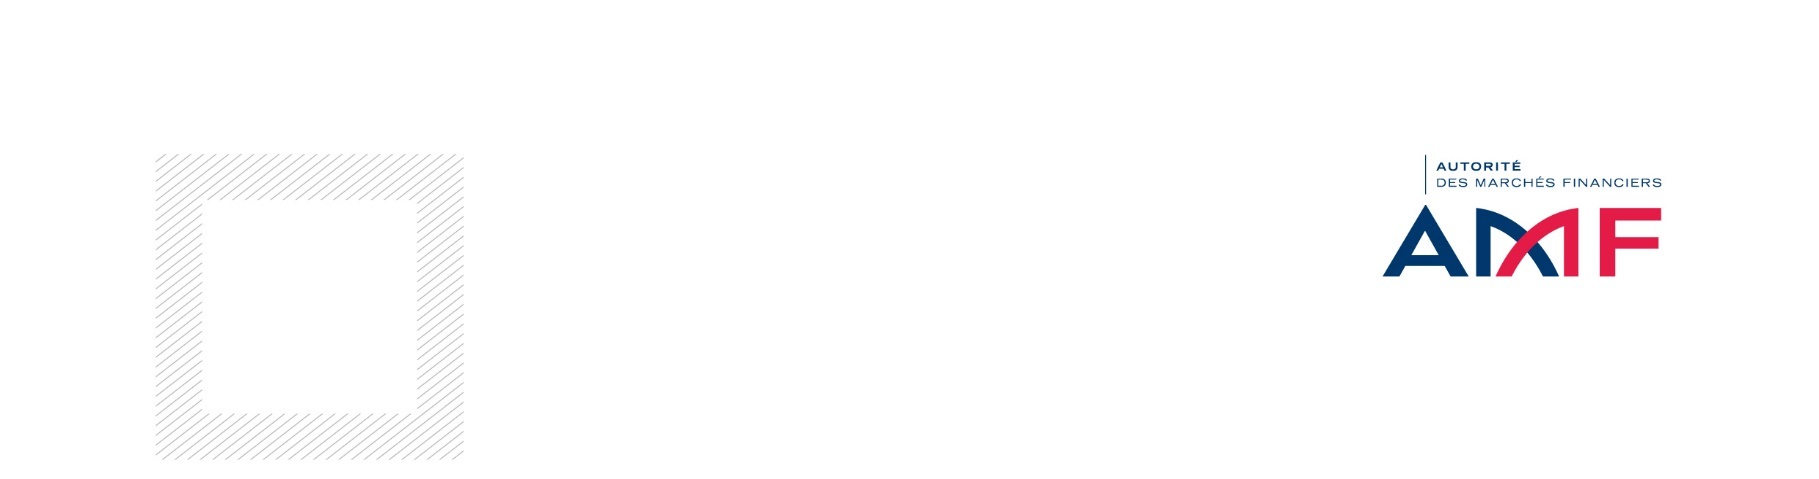 AUTORITÉ
DES MARCHÉS FINANCIERS
AMF